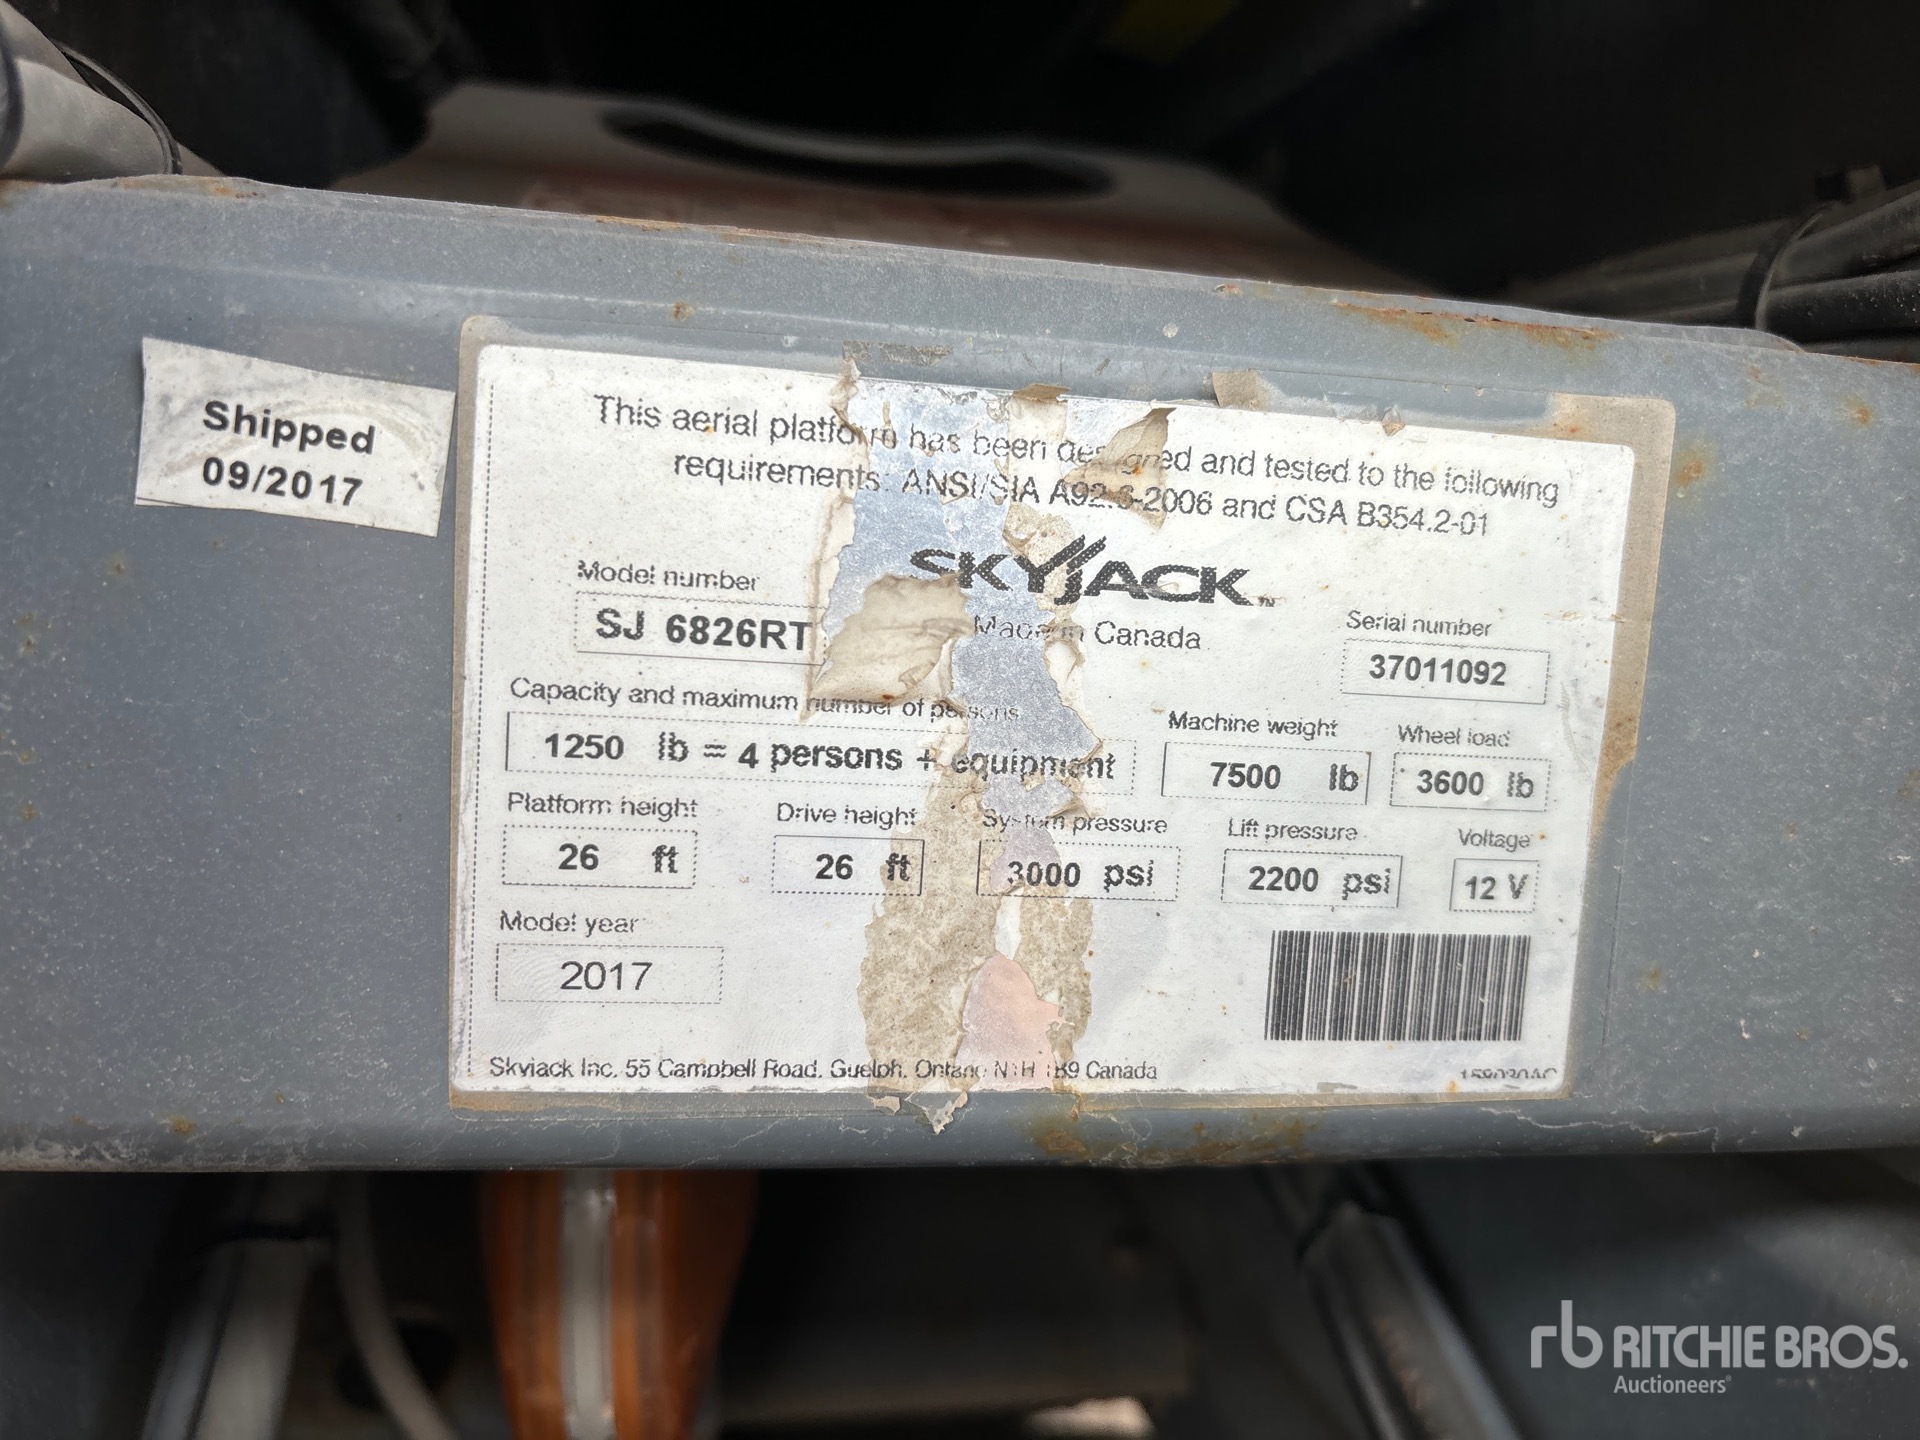 Shipped
09/2017
This aerial platform has been designed and tested to the following
requirements: ANSI/SIA A92.6-2006 and CSA B354.2-01
SKYJACK™
Made in Canada
Model number
SJ 6826RT
Serial number
37011092
Capacity and maximum number of persons
1250 lb = 4 persons + equipment
Machine weight
7500 lb
Wheel load
3600 lb
Platform height
26 ft
Drive height
26 ft
System pressure
3000 psi
Lift pressure
2200 psi
Voltage
12 V
Model year
2017
Skyjack Inc. 55 Campbell Road, Guelph, Ontario N1H 1B9 Canada
159030AC
rb RITCHIE BROS.
Auctioneers